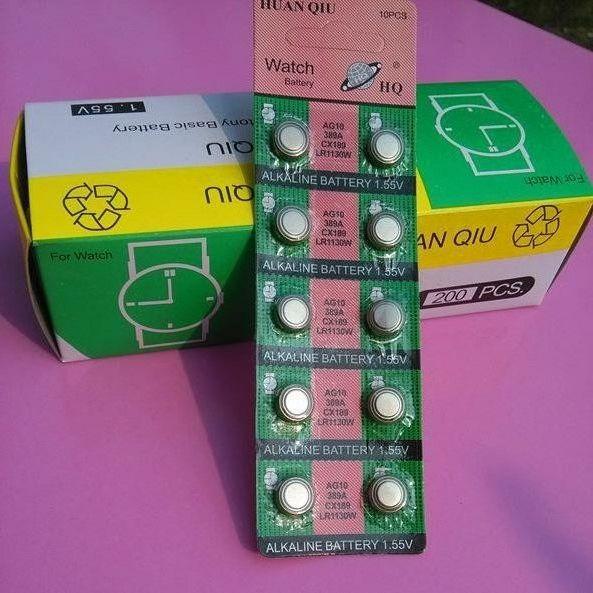 HUAN QIU
10PCS
Watch
Battery
®
HQ
AG10
389A
CX189
LR1130W
ALKALINE BATTERY 1.55V
AG10
389A
CX189
LR1130W
ALKALINE BATTERY 1.55V
AG10
389A
CX189
LR1130W
ALKALINE BATTERY 1.55V
AG10
389A
CX189
LR1130W
ALKALINE BATTERY 1.55V
AG10
389A
CX189
LR1130W
ALKALINE BATTERY 1.55V
1.55V
tony Basic Battery
QIU
QIU
For Watch
For Watch
AN QIU
200 PCS.